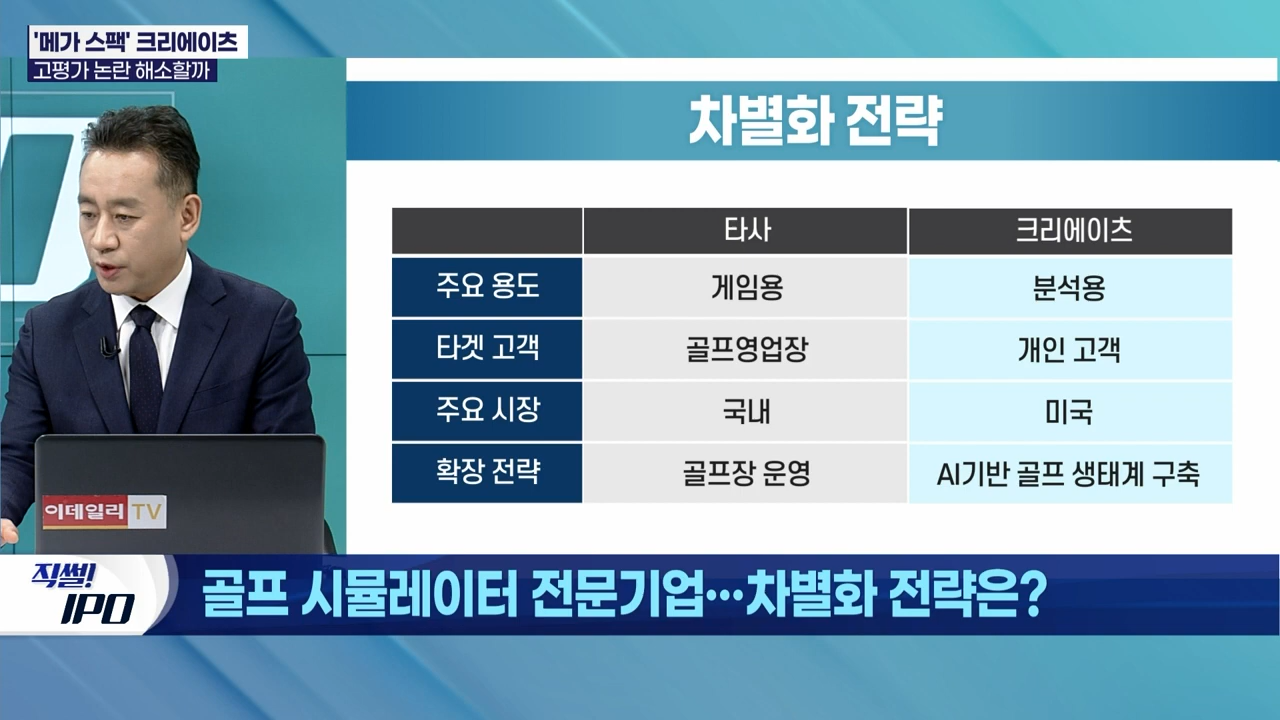 '메가 스팩' 크리에이츠
고평가 논란 해소할까
차별화 전략
타사 크리에이츠
주요 용도 게임용 분석용
타겟 고객 골프영업장 개인 고객
주요 시장 국내 미국
확장 전략 골프장 운영 AI기반 골프 생태계 구축
이데일리TV
직썰!
IPO
골프 시뮬레이터 전문기업…차별화 전략은?